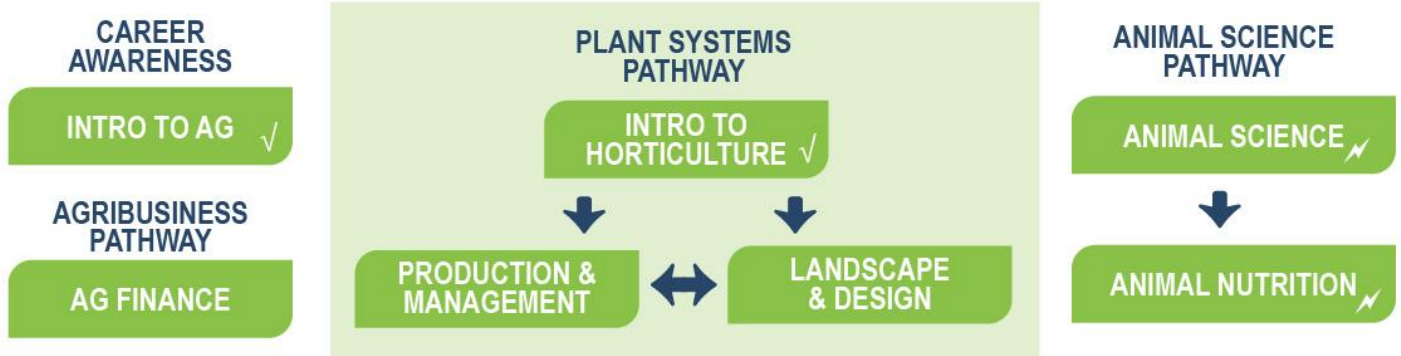 CAREER
AWARENESS
INTRO TO AG √
AGRIBUSINESS
PATHWAY
AG FINANCE
PLANT SYSTEMS
PATHWAY
INTRO TO
HORTICULTURE √
PRODUCTION &
MANAGEMENT
LANDSCAPE
& DESIGN
ANIMAL SCIENCE
PATHWAY
ANIMAL SCIENCE
ANIMAL NUTRITION